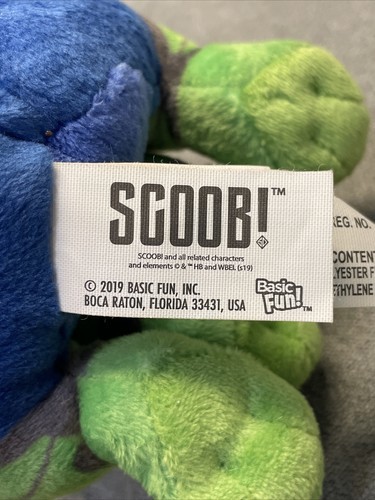 SCOOB!™
SCOOB! and all related characters
and elements © & ™ HB and WBEI. (s19)
© 2019 BASIC FUN, INC.
BOCA RATON, FLORIDA 33431, USA
Basic
Fun!™
REG. NO.
CONTENT